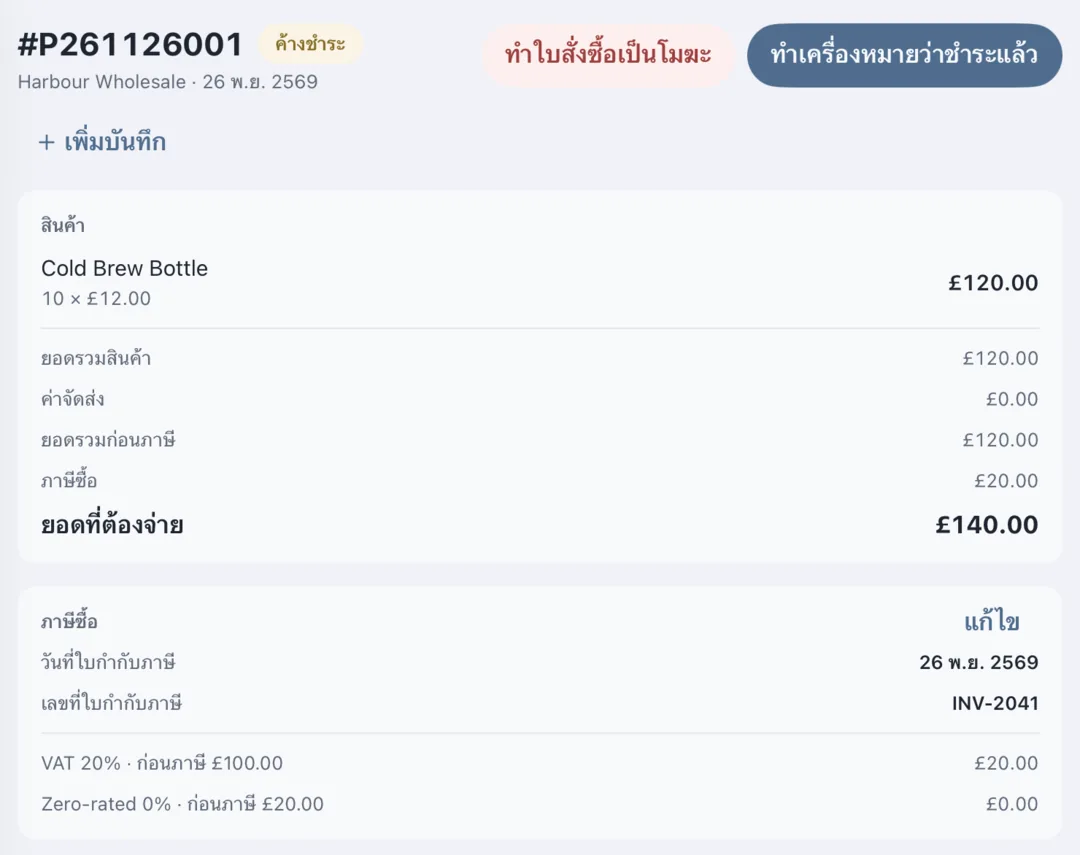 #P261126001 ค้างชำระ
ทำใบสั่งซื้อเป็นโมฆะ
ทำเครื่องหมายว่าชำระแล้ว
Harbour Wholesale · 26 พ.ย. 2569
+ เพิ่มบันทึก
สินค้า
Cold Brew Bottle
10 × £12.00
£120.00
ยอดรวมสินค้า £120.00
ค่าจัดส่ง £0.00
ยอดรวมก่อนภาษี £120.00
ภาษีซื้อ £20.00
ยอดที่ต้องจ่าย £140.00
ภาษีซื้อ แก้ไข
วันที่ใบกำกับภาษี 26 พ.ย. 2569
เลขที่ใบกำกับภาษี INV-2041
VAT 20% · ก่อนภาษี £100.00 £20.00
Zero-rated 0% · ก่อนภาษี £20.00 £0.00